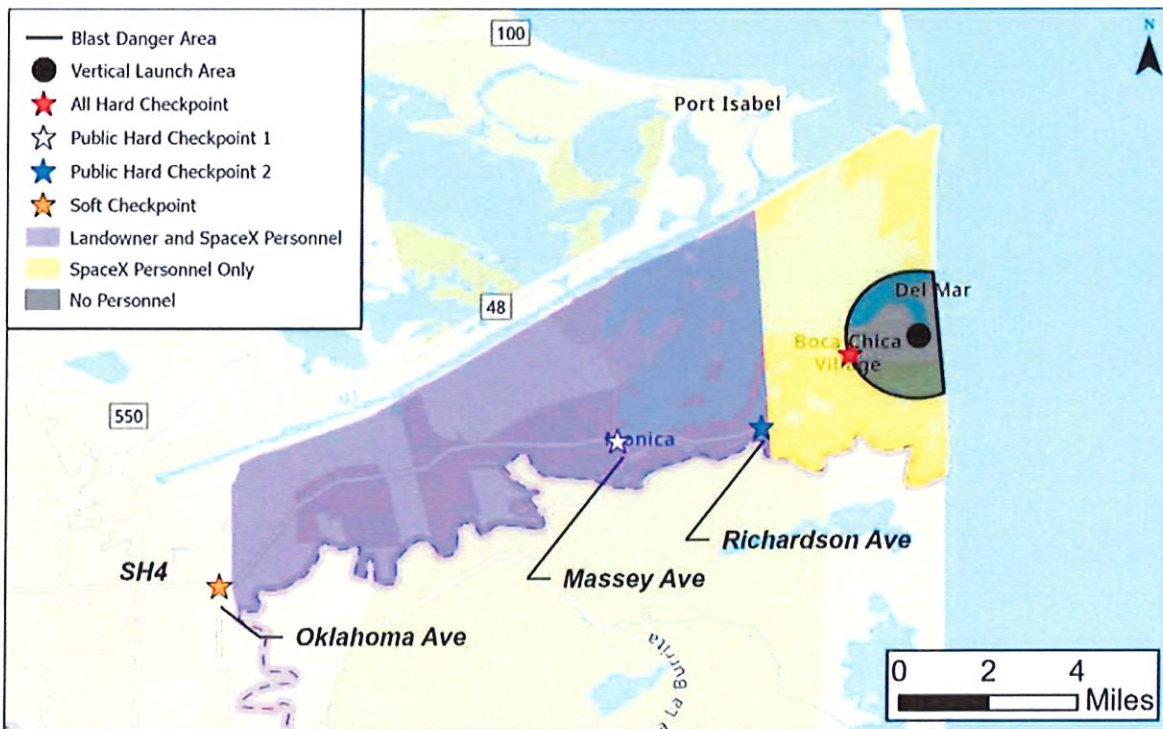 Blast Danger Area
Vertical Launch Area
All Hard Checkpoint
Public Hard Checkpoint 1
Public Hard Checkpoint 2
Soft Checkpoint
Landowner and SpaceX Personnel
SpaceX Personnel Only
No Personnel
100
N
Port Isabel
48
Del Mar
Boca Chica
Village
550
Richardson Ave
SH4
Massey Ave
Oklahoma Ave
La Burrita
0 2 4
Miles